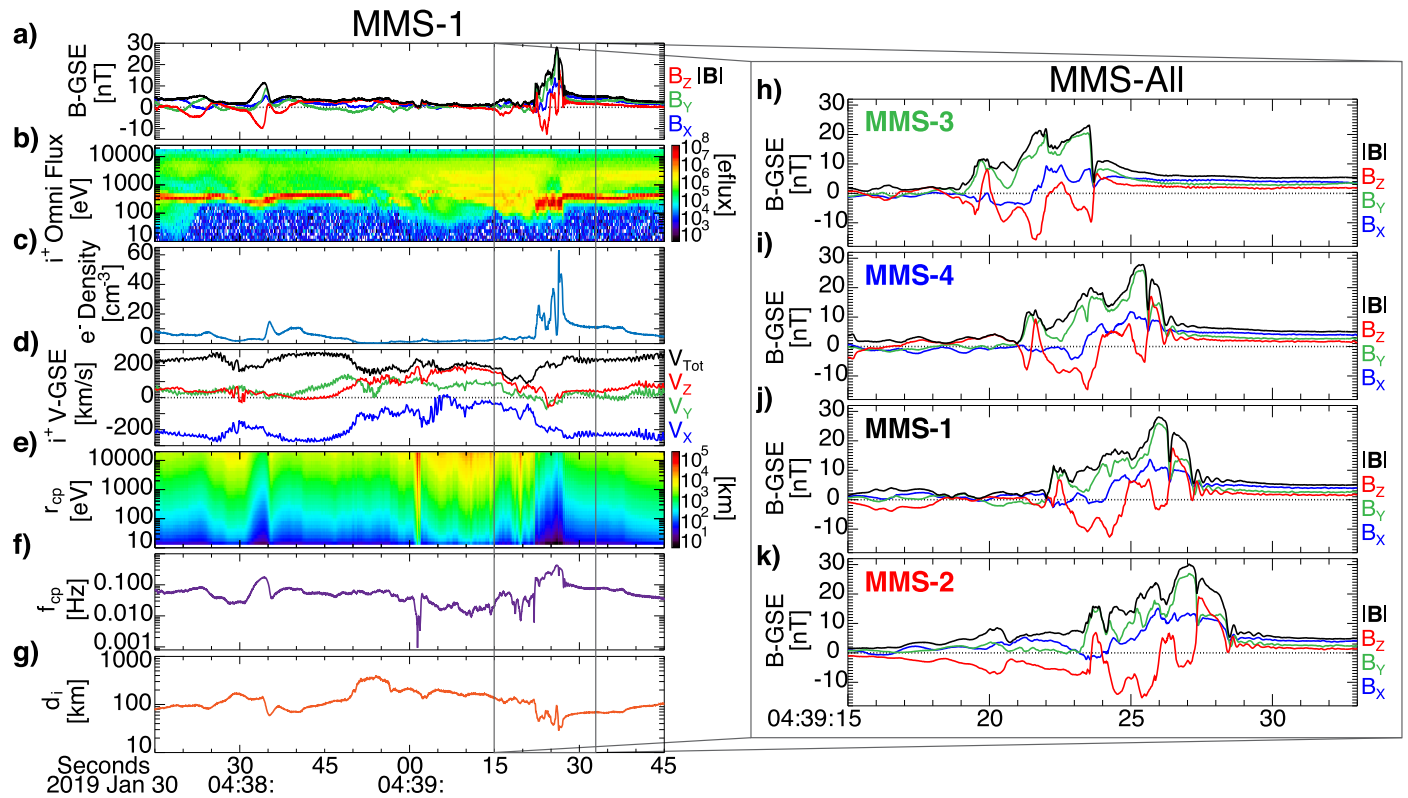 MMS-1
a)
30
20
10
0
-10
B-GSE
[nT]
B_Z |B|
B_Y
B_X
b)
10000
1000
100
10
i⁺ Omni Flux
[eV]
10⁸
10⁷
10⁶
10⁵
10⁴
10³
[eflux]
c)
60
40
20
0
e⁻ Density
[cm⁻³]
d)
200
0
-200
i⁺ V-GSE
[km/s]
V_Tot
V_Z
V_Y
V_X
e)
10000
1000
100
10
r_cp
[eV]
10⁵
10⁴
10³
10²
10¹
[km]
f)
0.100
0.010
0.001
f_cp
[Hz]
g)
1000
100
10
d_i
[km]
Seconds 30 45 00 15 30 45
2019 Jan 30 04:38: 04:39:
MMS-All
h)
MMS-3
30
20
10
0
-10
B-GSE
[nT]
|B|
B_Z
B_Y
B_X
i)
MMS-4
30
20
10
0
-10
B-GSE
[nT]
|B|
B_Z
B_Y
B_X
j)
MMS-1
30
20
10
0
-10
B-GSE
[nT]
|B|
B_Z
B_Y
B_X
k)
MMS-2
30
20
10
0
-10
B-GSE
[nT]
|B|
B_Z
B_Y
B_X
04:39:15 20 25 30